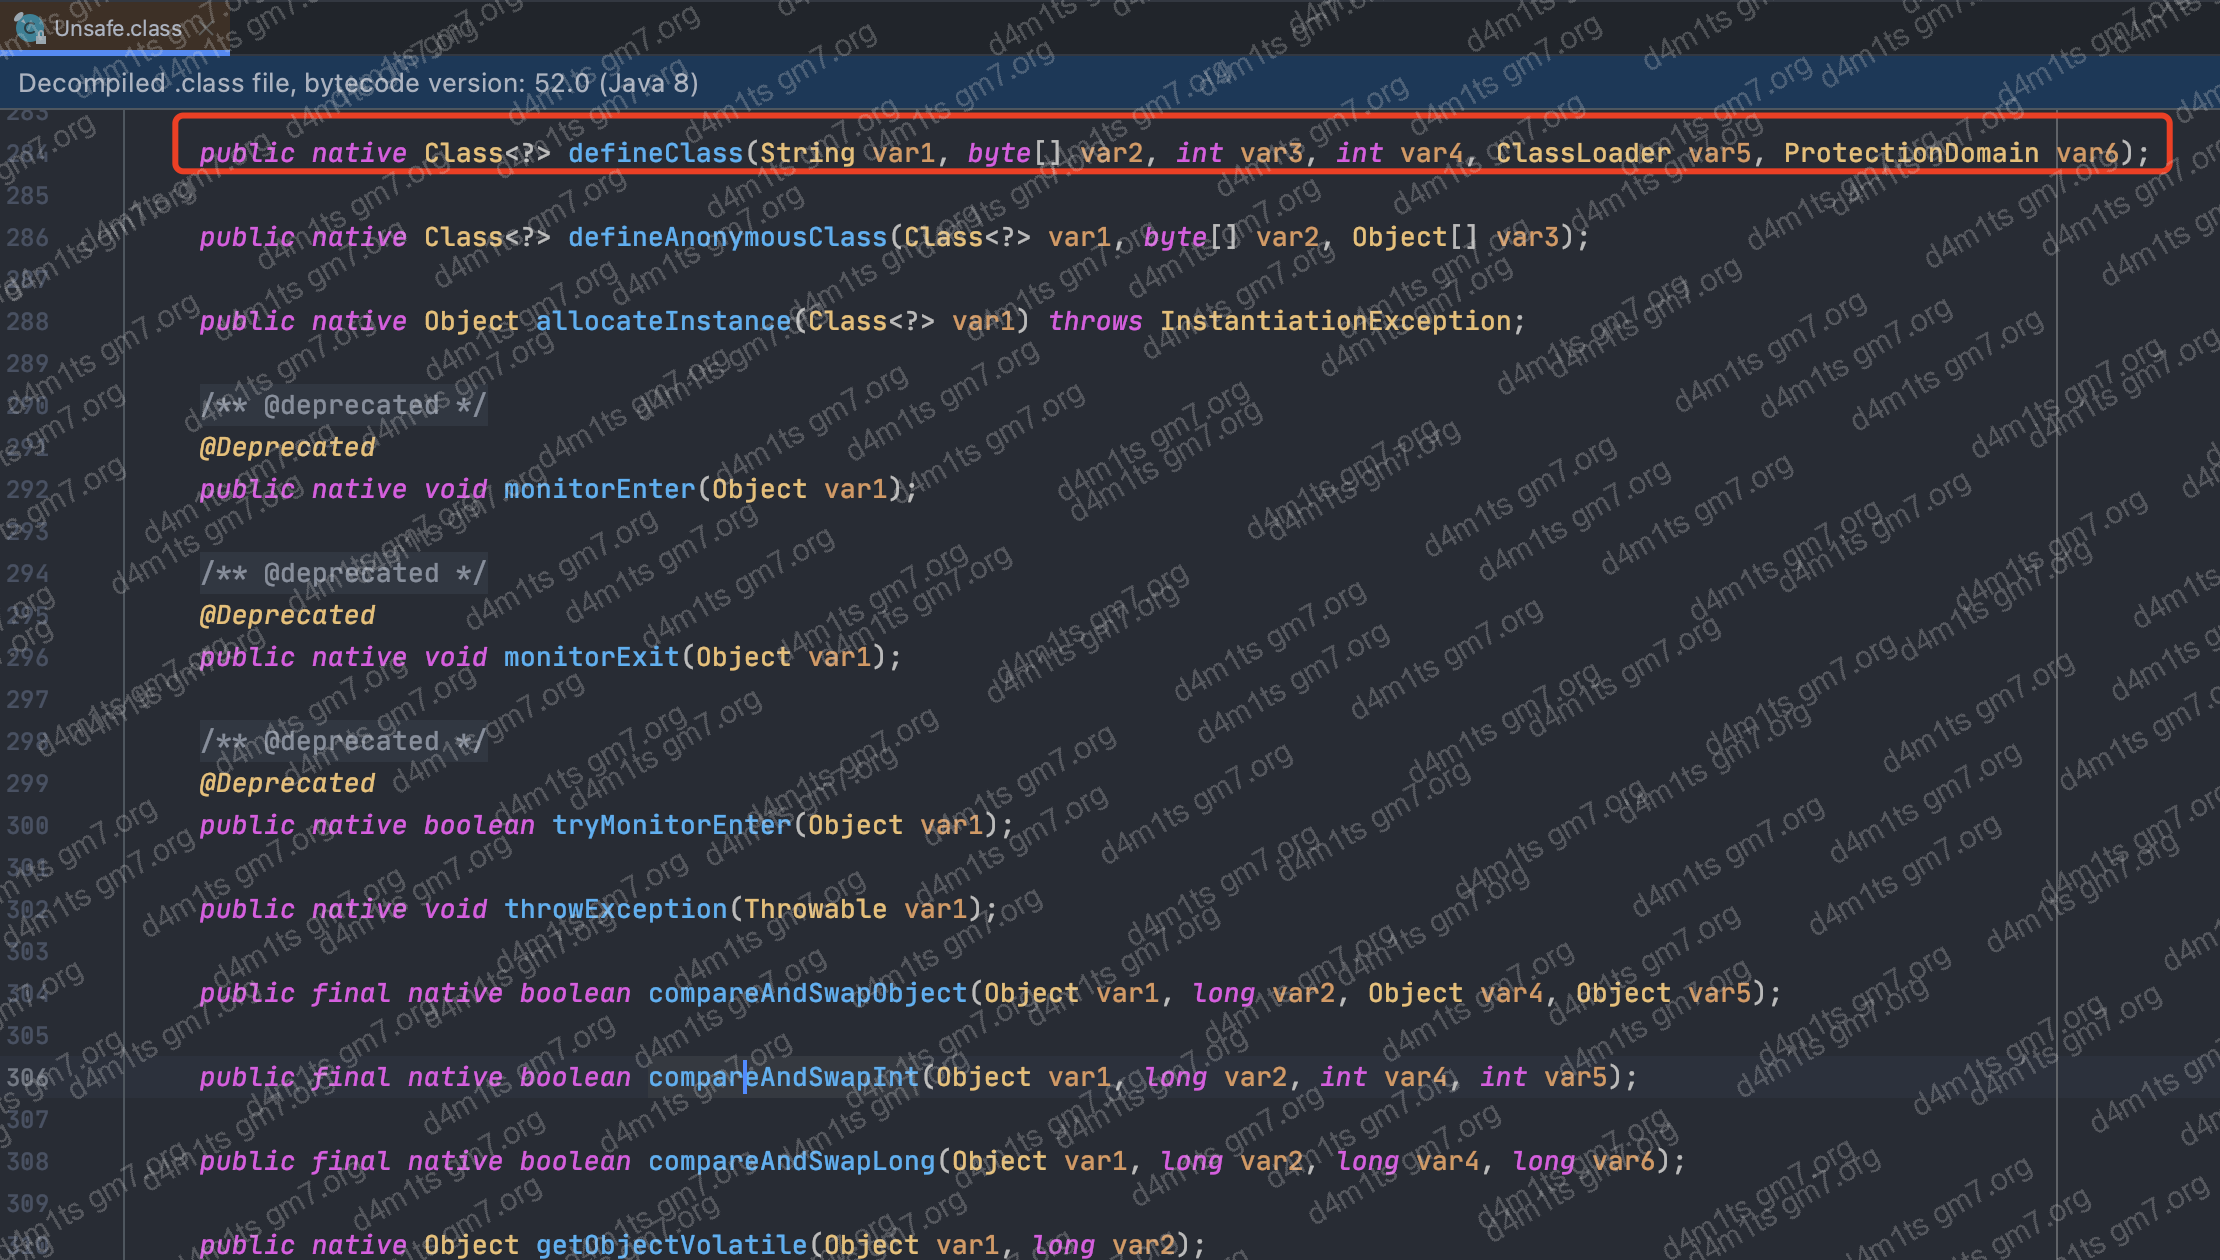 Unsafe.class
Decompiled .class file, bytecode version: 52.0 (Java 8)
283
284 public native Class<?> defineClass(String var1, byte[] var2, int var3, int var4, ClassLoader var5, ProtectionDomain var6);
285
286 public native Class<?> defineAnonymousClass(Class<?> var1, byte[] var2, Object[] var3);
287
288 public native Object allocateInstance(Class<?> var1) throws InstantiationException;
289
290 /** @deprecated */
291 @Deprecated
292 public native void monitorEnter(Object var1);
293
294 /** @deprecated */
295 @Deprecated
296 public native void monitorExit(Object var1);
297
298 /** @deprecated */
299 @Deprecated
300 public native boolean tryMonitorEnter(Object var1);
301
302 public native void throwException(Throwable var1);
303
304 public final native boolean compareAndSwapObject(Object var1, long var2, Object var4, Object var5);
305
306 public final native boolean compareAndSwapInt(Object var1, long var2, int var4, int var5);
307
308 public final native boolean compareAndSwapLong(Object var1, long var2, long var4, long var6);
309
310 public native Object getObjectVolatile(Object var1, long var2);
d4m1ts gm7.org